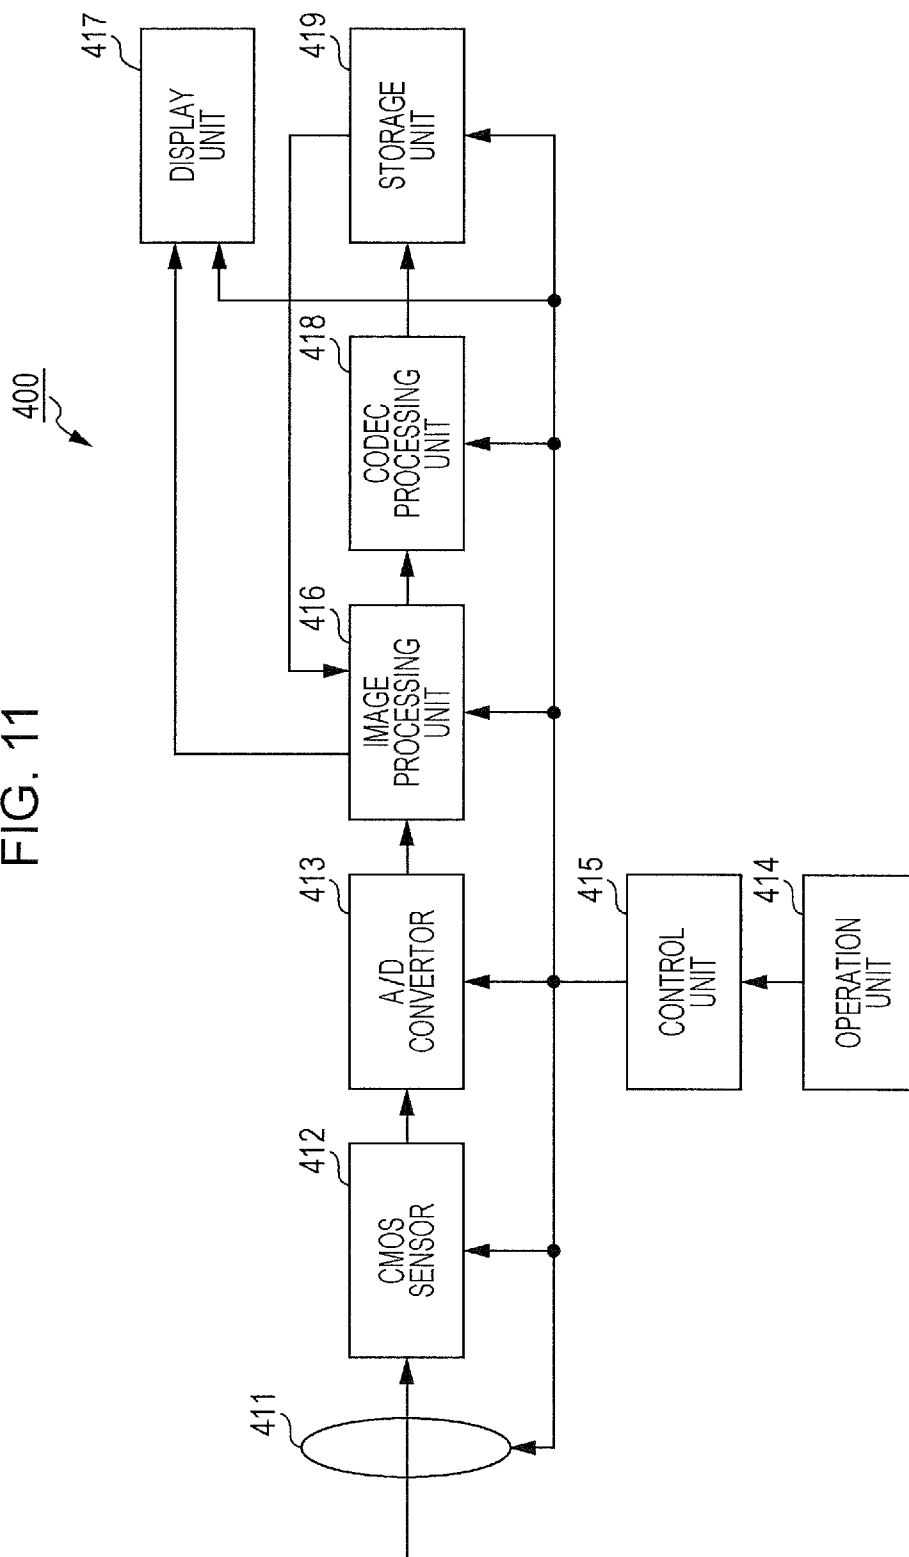 FIG. 11
400
417
DISPLAY
UNIT
411
412
CMOS
SENSOR
413
A/D
CONVERTOR
416
IMAGE
PROCESSING
UNIT
418
CODEC
PROCESSING
UNIT
419
STORAGE
UNIT
415
CONTROL
UNIT
414
OPERATION
UNIT